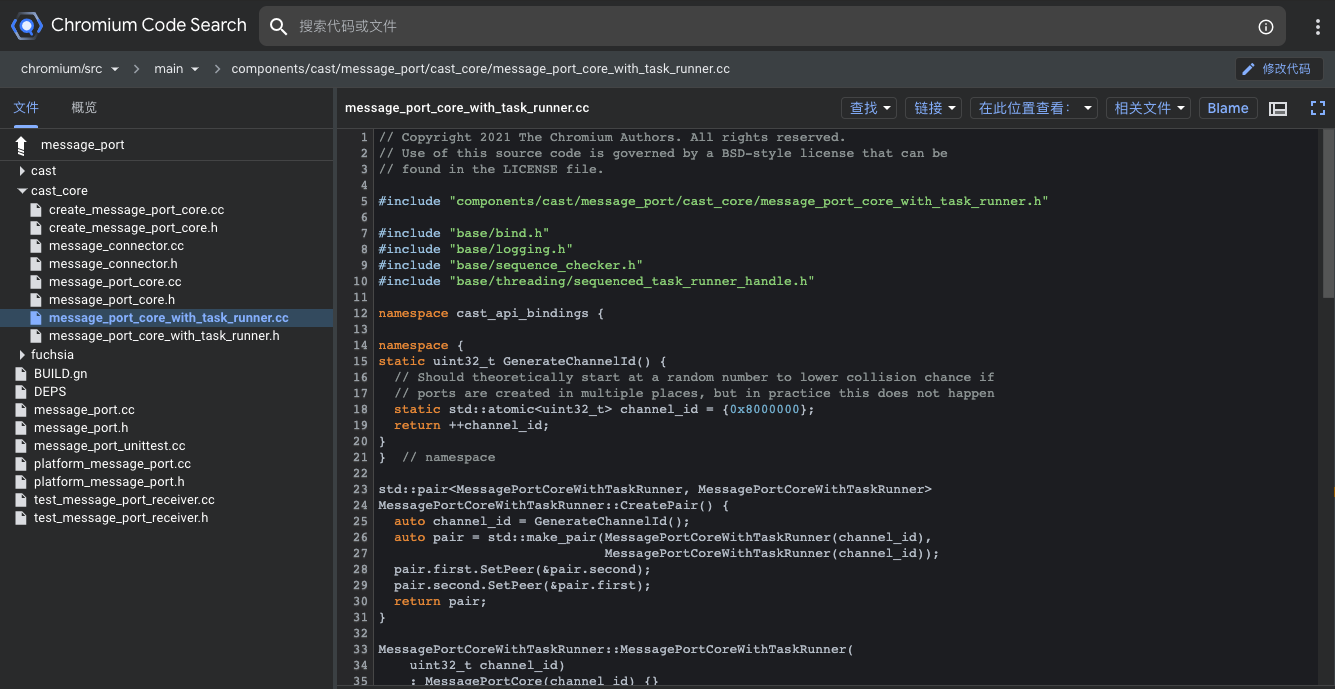 Chromium Code Search
搜索代码或文件
chromium/src
main
components/cast/message_port/cast_core/message_port_core_with_task_runner.cc
修改代码
文件 概览
message_port
cast
cast_core
create_message_port_core.cc
create_message_port_core.h
message_connector.cc
message_connector.h
message_port_core.cc
message_port_core.h
message_port_core_with_task_runner.cc
message_port_core_with_task_runner.h
fuchsia
BUILD.gn
DEPS
message_port.cc
message_port.h
message_port_unittest.cc
platform_message_port.cc
platform_message_port.h
test_message_port_receiver.cc
test_message_port_receiver.h
message_port_core_with_task_runner.cc
查找 链接 在此位置查看: 相关文件 Blame
1 // Copyright 2021 The Chromium Authors. All rights reserved.
2 // Use of this source code is governed by a BSD-style license that can be
3 // found in the LICENSE file.
4
5 #include "components/cast/message_port/cast_core/message_port_core_with_task_runner.h"
6
7 #include "base/bind.h"
8 #include "base/logging.h"
9 #include "base/sequence_checker.h"
10 #include "base/threading/sequenced_task_runner_handle.h"
11
12 namespace cast_api_bindings {
13
14 namespace {
15 static uint32_t GenerateChannelId() {
16   // Should theoretically start at a random number to lower collision chance if
17   // ports are created in multiple places, but in practice this does not happen
18   static std::atomic<uint32_t> channel_id = {0x8000000};
19   return ++channel_id;
20 }
21 }  // namespace
22
23 std::pair<MessagePortCoreWithTaskRunner, MessagePortCoreWithTaskRunner>
24 MessagePortCoreWithTaskRunner::CreatePair() {
25   auto channel_id = GenerateChannelId();
26   auto pair = std::make_pair(MessagePortCoreWithTaskRunner(channel_id),
27                              MessagePortCoreWithTaskRunner(channel_id));
28   pair.first.SetPeer(&pair.second);
29   pair.second.SetPeer(&pair.first);
30   return pair;
31 }
32
33 MessagePortCoreWithTaskRunner::MessagePortCoreWithTaskRunner(
34     uint32_t channel_id)
35     : MessagePortCore(channel_id) {}